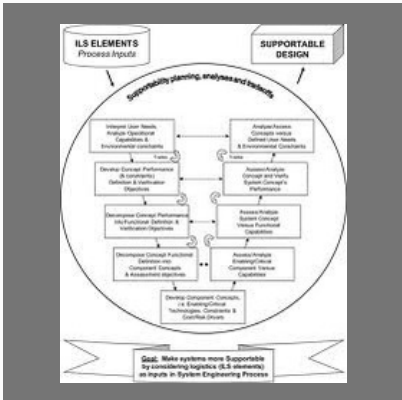 ILS ELEMENTS
Process Inputs
SUPPORTABLE
DESIGN
Supportability planning, analyses and tradeoffs
Interpret User Needs,
Analyze Operational
Capabilities &
Environmental constraints
Analyze/Assess
Concepts versus
Defined User Needs
& Environmental Constraints
Trades
Trades
Develop Concept Performance
(& constraints)
Definition & Verification
Objectives
Assess/Analyze
Concept and Verify
System Concept's
Performance
Decompose Concept Performance
into Functional Definition &
Verification Objectives
Assess/Analyze
System Concept
Versus Functional
Capabilities
Decompose Concept Functional
Definition into
Component Concepts
& Assessment objectives
Assess/Analyze
Enabling/Critical
Component Versus
Capabilities
Develop Component Concepts,
i.e. Enabling/Critical
Technologies, Constraints &
Cost/Risk Drivers
Goal: Make systems more Supportable
by considering logistics (ILS elements)
as inputs in System Engineering Process